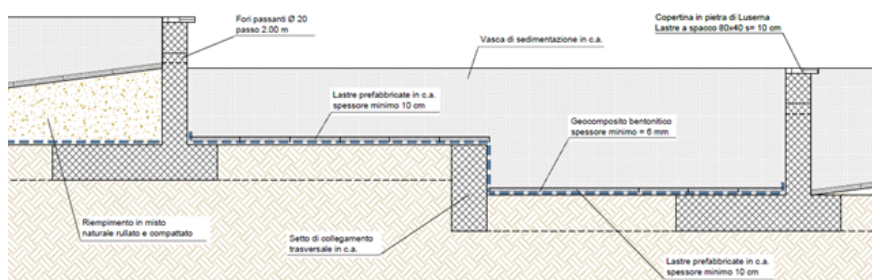 Fori passanti Ø 20
passo 2.00 m
Vasca di sedimentazione in c.a.
Copertina in pietra di Luserna
Lastre a spacco 80x40 s= 10 cm
Lastre prefabbricate in c.a.
spessore minimo 10 cm
Geocomposito bentonitico
spessore minimo = 6 mm
Riempimento in misto
naturale rullato e compattato
Setto di collegamento
trasversale in c.a.
Lastre prefabbricate in c.a.
spessore minimo 10 cm